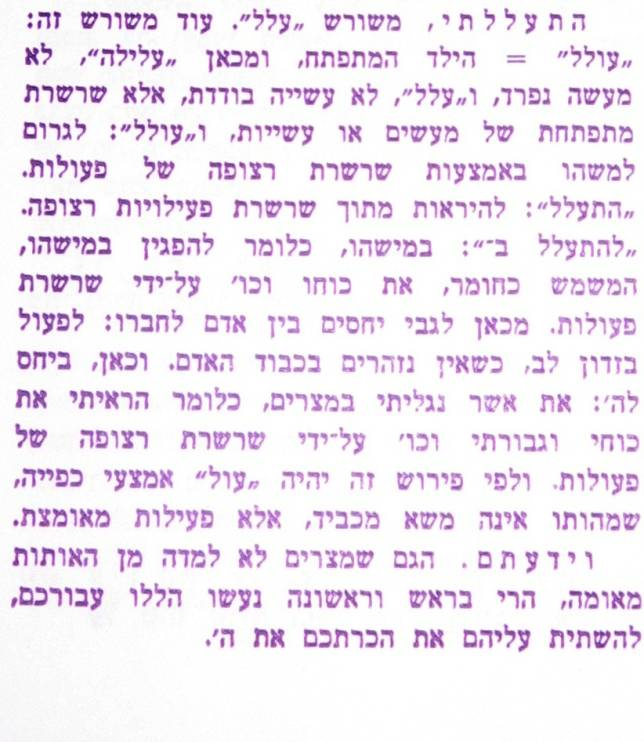 התעללתי, משורש „עלל”. עוד משורש זה:
„עולל” = הילד המתפתח, ומכאן „עלילה”, לא
מעשה נפרד, ו„עלל”, לא עשייה בודדת, אלא שרשרת
מתפתחת של מעשים או עשייות, ו„עולל”: לגרום
למשהו באמצעות שרשרת רצופה של פעולות.
„התעלל”: להיראות מתוך שרשרת פעילויות רצופה.
„להתעלל ב־”: במישהו, כלומר להפגין במישהו,
המשמש כחומר, את כוחו וכו׳ על־ידי שרשרת
פעולות. מכאן לגבי יחסים בין אדם לחברו: לפעול
בזדון לב, כשאין נזהרים בכבוד האדם. וכאן, ביחס
לה׳: את אשר נגליתי במצרים, כלומר הראיתי את
כוחי וגבורתי וכו׳ על־ידי שרשרת רצופה של
פעולות. ולפי פירוש זה יהיה „עול” אמצעי כפייה,
שמהותו אינה משא מכביד, אלא פעילות מאומצת.
וידעתם. הגם שמצרים לא למדה מן האותות
מאומה, הרי בראש וראשונה נעשו הללו עבורכם,
להשתית עליהם את הכרתכם את ה׳.